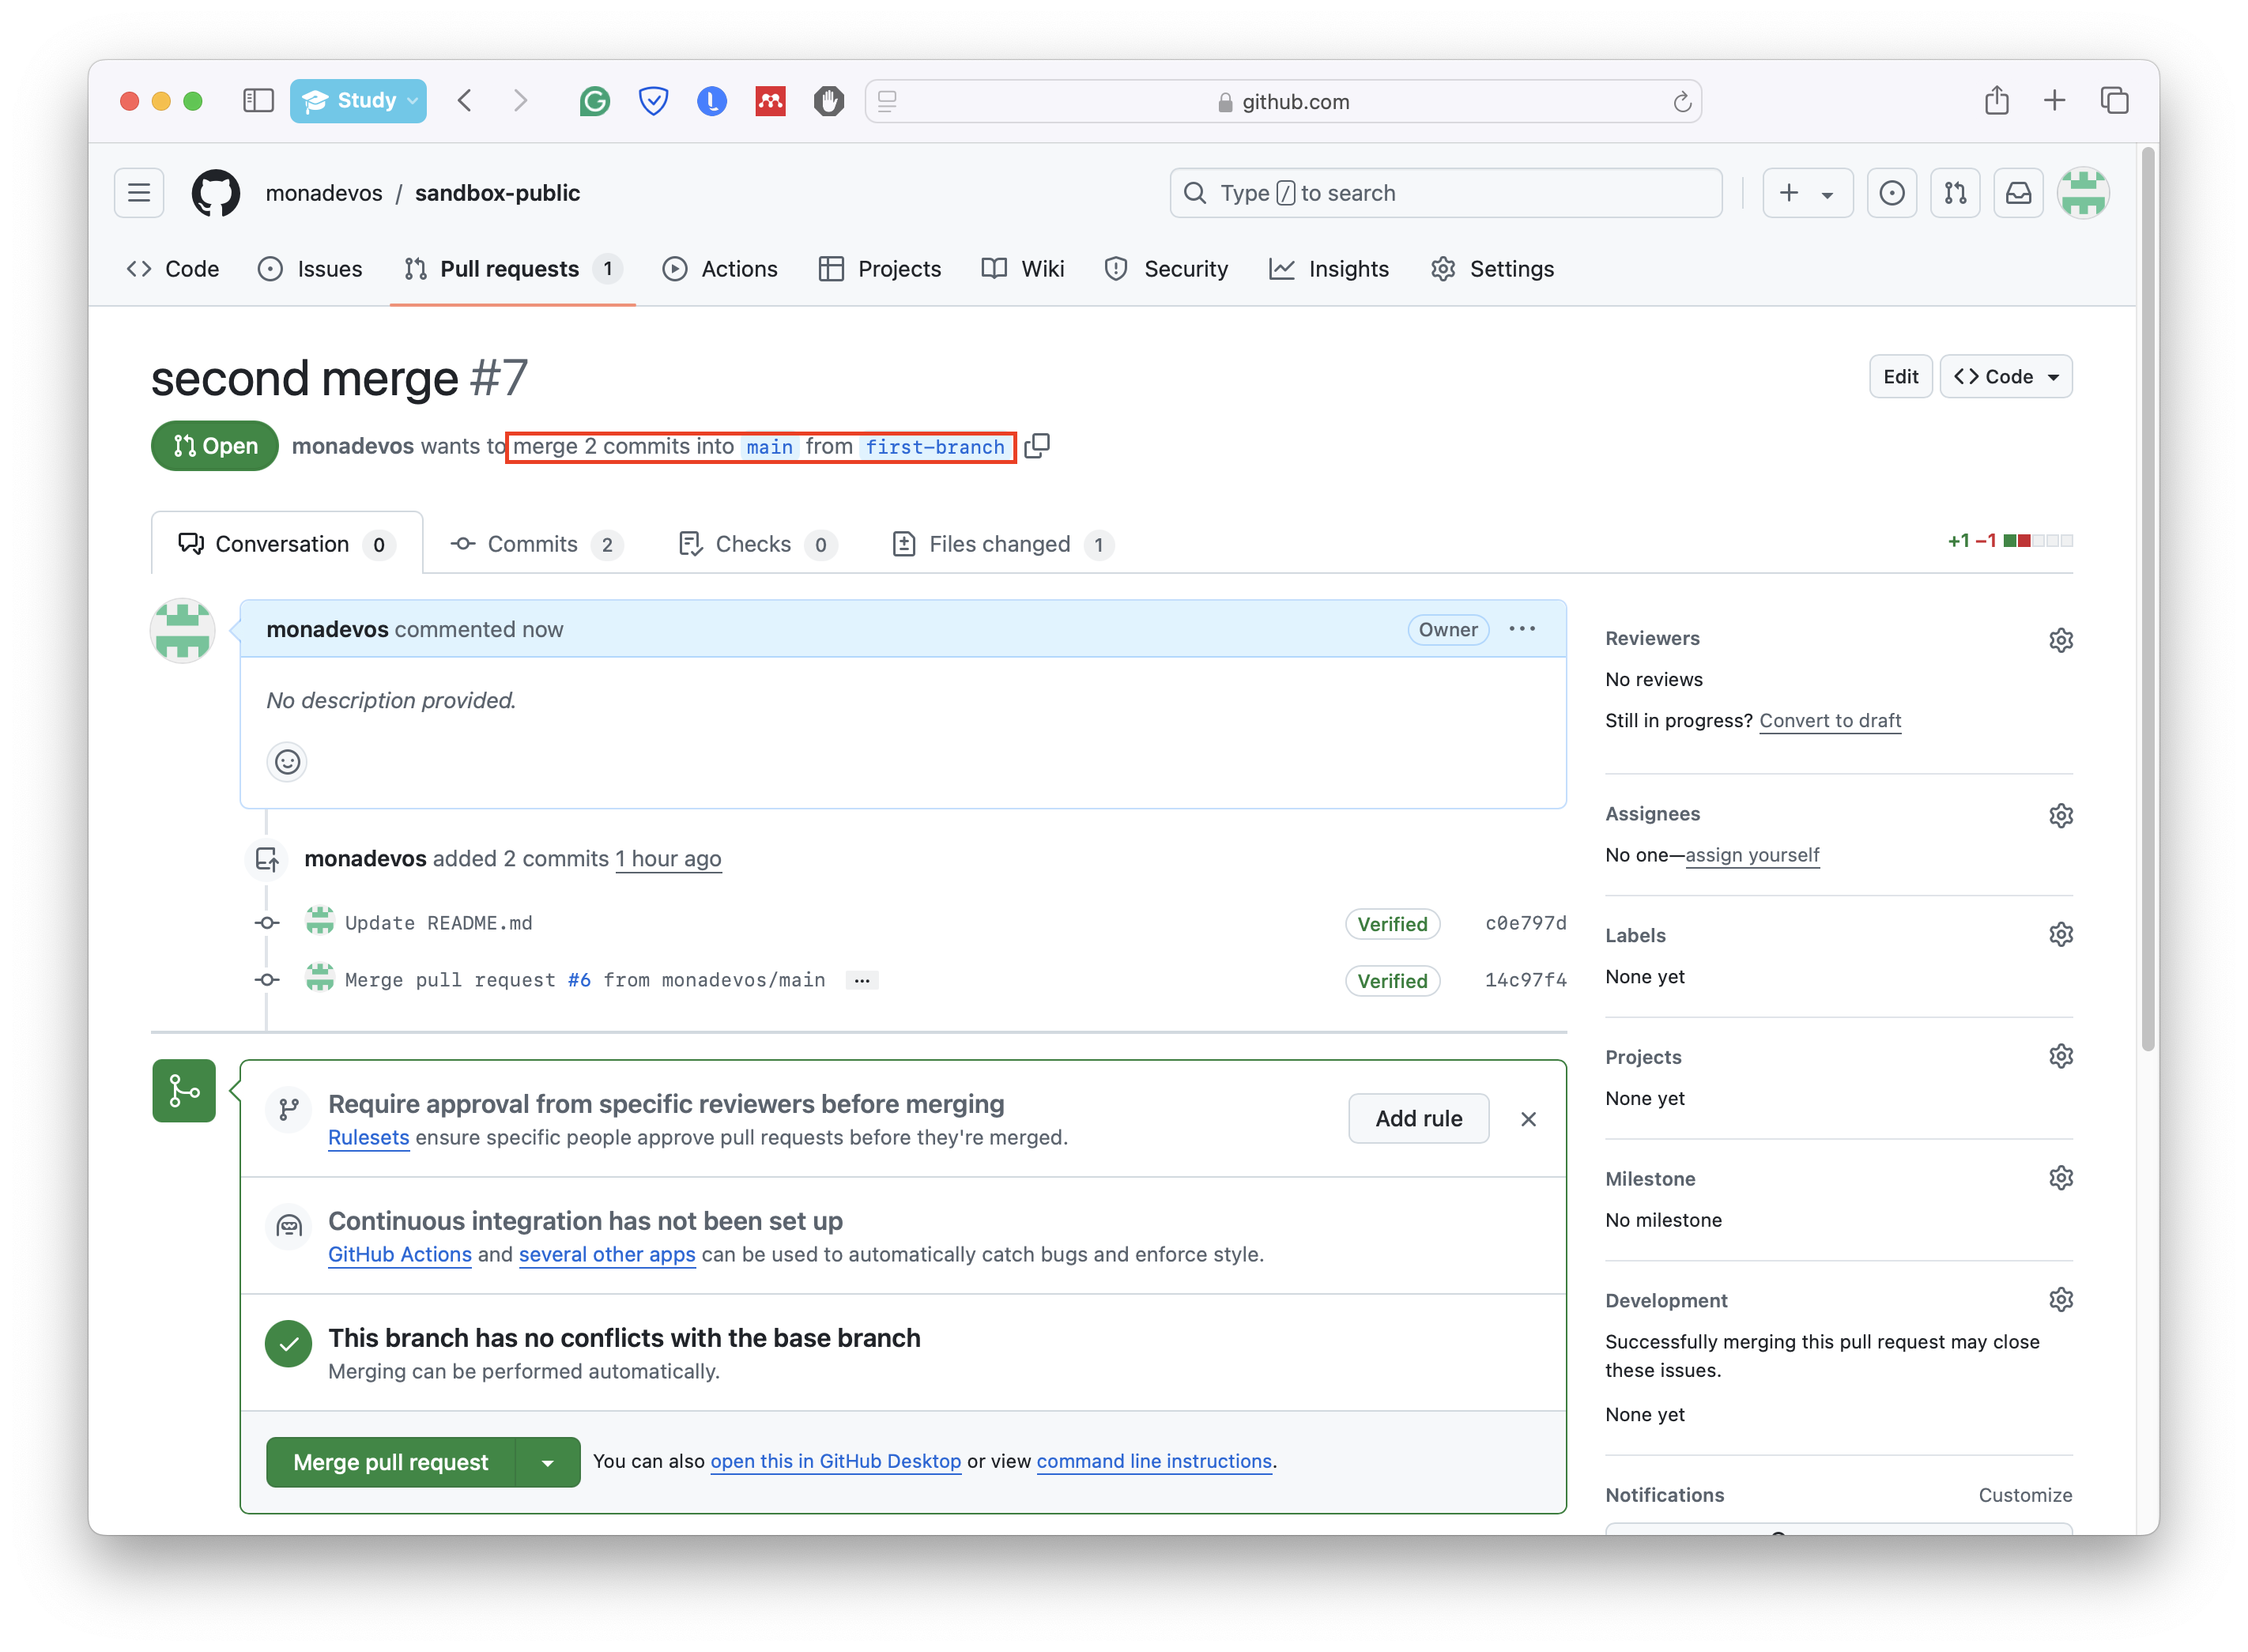 Study
github.com
monadevos / sandbox-public
Type / to search
Code
Issues
Pull requests 1
Actions
Projects
Wiki
Security
Insights
Settings
second merge #7
Edit
Code
Open
monadevos wants to merge 2 commits into main from first-branch
Conversation 0
Commits 2
Checks 0
Files changed 1
+1 −1
monadevos commented now
Owner
No description provided.
monadevos added 2 commits 1 hour ago
Update README.md
Verified
c0e797d
Merge pull request #6 from monadevos/main ...
Verified
14c97f4
Require approval from specific reviewers before merging
Rulesets ensure specific people approve pull requests before they're merged.
Add rule
Continuous integration has not been set up
GitHub Actions and several other apps can be used to automatically catch bugs and enforce style.
This branch has no conflicts with the base branch
Merging can be performed automatically.
Merge pull request
You can also open this in GitHub Desktop or view command line instructions.
Reviewers
No reviews
Still in progress? Convert to draft
Assignees
No one—assign yourself
Labels
None yet
Projects
None yet
Milestone
No milestone
Development
Successfully merging this pull request may close
these issues.
None yet
Notifications
Customize